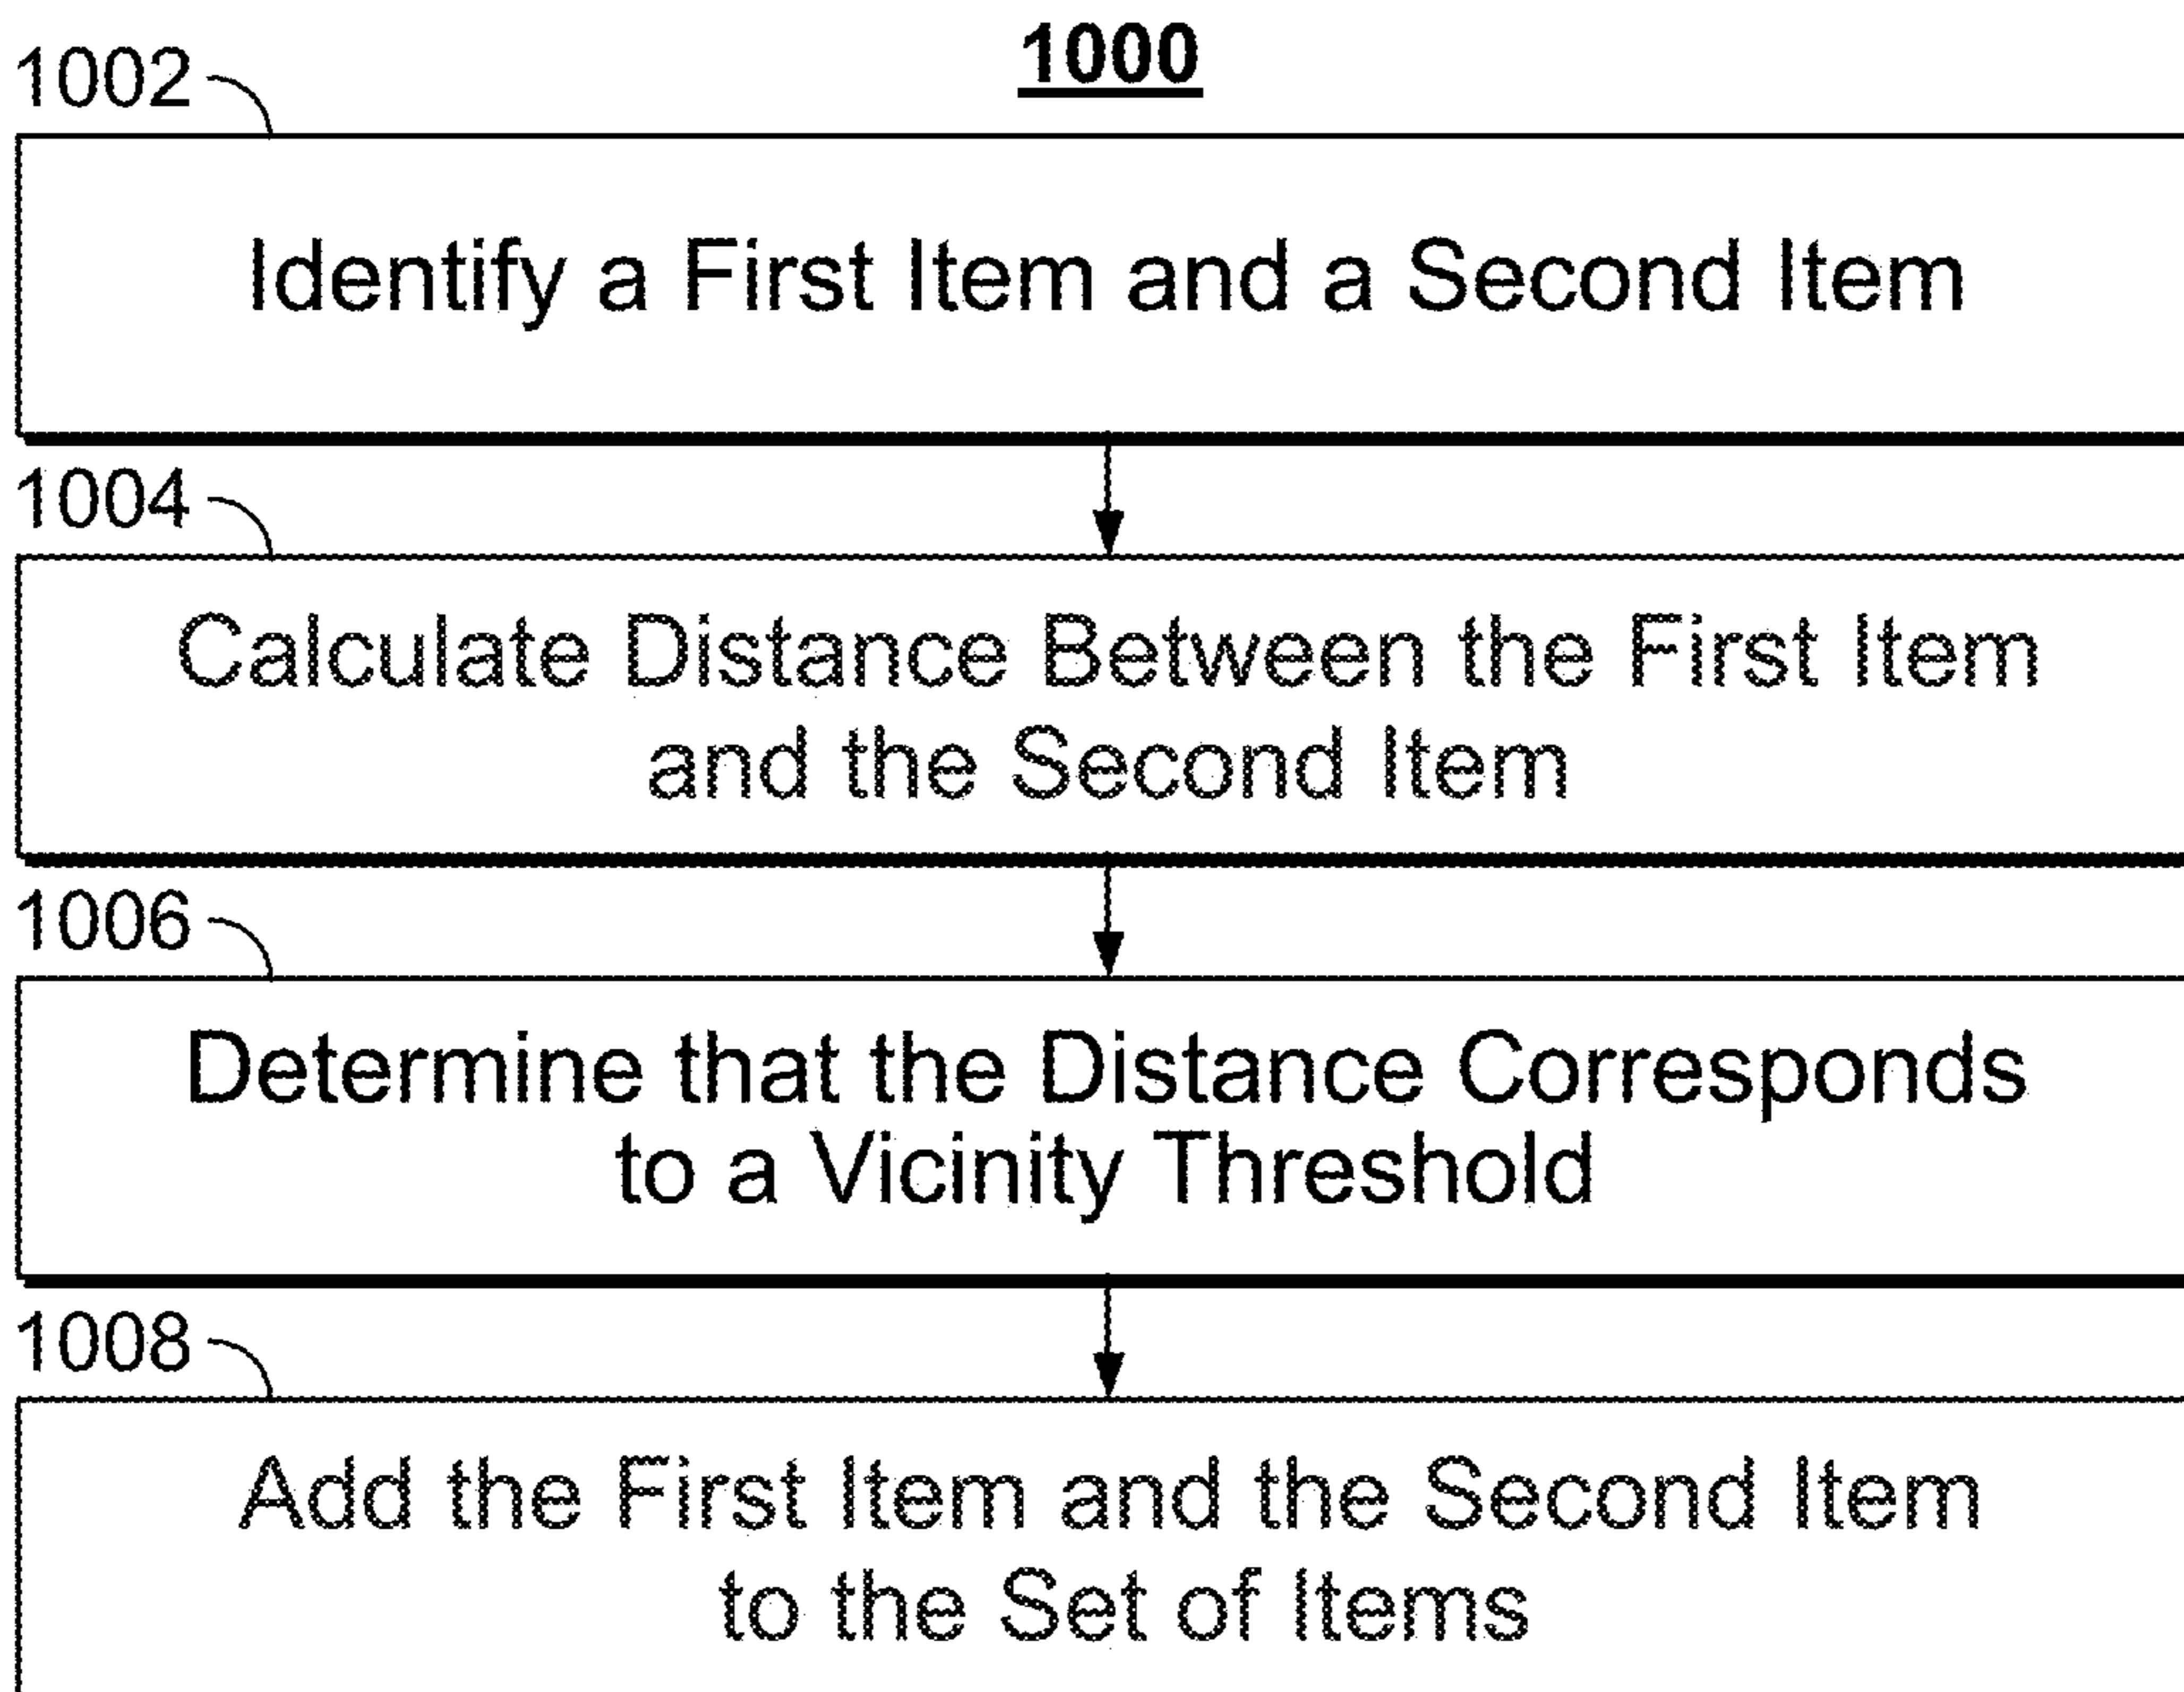 1000
1002
Identify a First Item and a Second Item
1004
Calculate Distance Between the First Item
and the Second Item
1006
Determine that the Distance Corresponds
to a Vicinity Threshold
1008
Add the First Item and the Second Item
to the Set of Items